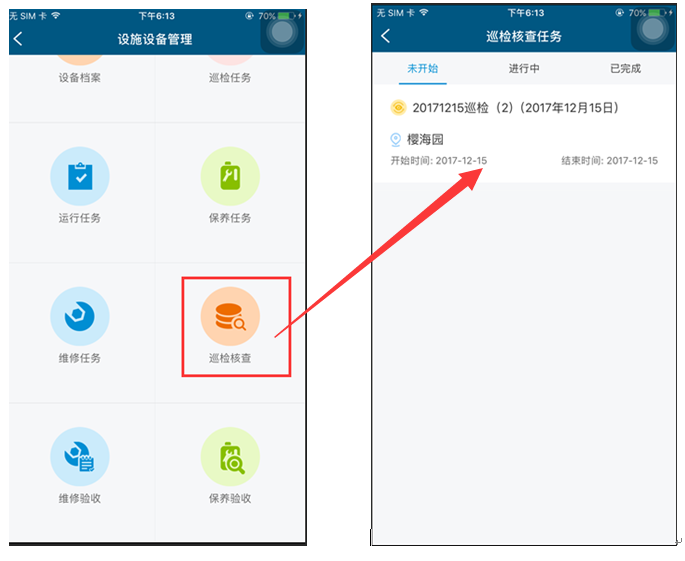 无 SIM 卡 下午6:13 70%
设施设备管理
设备档案 巡检任务
运行任务 保养任务
维修任务 巡检核查
维修验收 保养验收
无 SIM 卡 下午6:13 70%
巡检核查任务
未开始 进行中 已完成
20171215巡检（2）(2017年12月15日）
樱海园
开始时间: 2017-12-15 结束时间: 2017-12-15